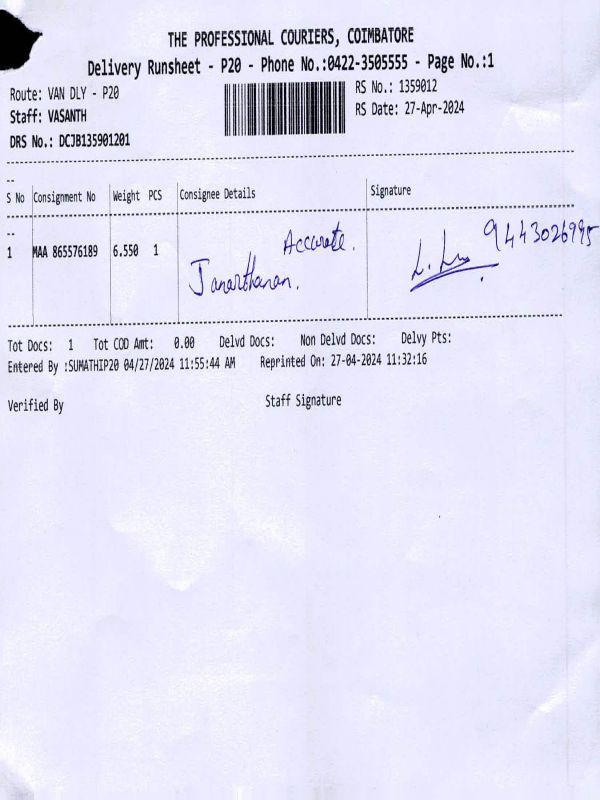 THE PROFESSIONAL COURIERS, COIMBATORE
Delivery Runsheet - P20 - Phone No.:0422-3505555 - Page No.:1
Route: VAN DLY - P20
RS No.: 1359012
Staff: VASANTH
RS Date: 27-Apr-2024
DRS No.: DCJB135901201
S No Consignment No Weight PCS Consignee Details Signature
1 MAA 865576189 6.550 1 Accurate. 9443026995
Janarthanan.
Tot Docs: 1 Tot COD Amt: 0.00 Delvd Docs: Non Delvd Docs: Delvy Pts:
Entered By :SUMATHIP20 04/27/2024 11:55:44 AM Reprinted On: 27-04-2024 11:32:16
Verified By Staff Signature